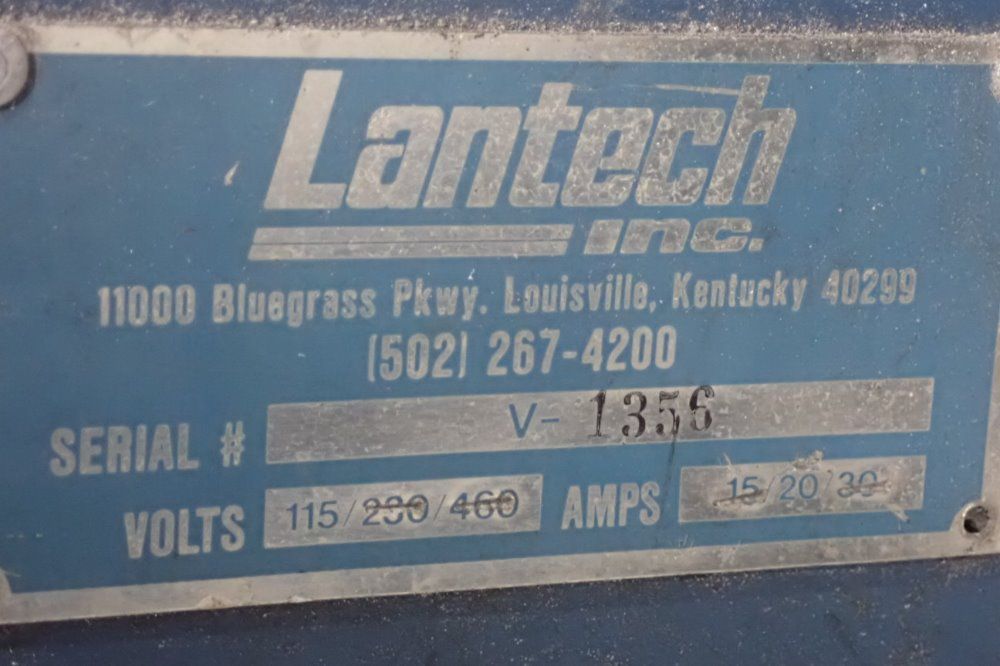 Lantech
inc.
11000 Bluegrass Pkwy. Louisville, Kentucky 40299
(502) 267-4200
SERIAL # V- 1356
VOLTS 115/230/460 AMPS 15/20/30